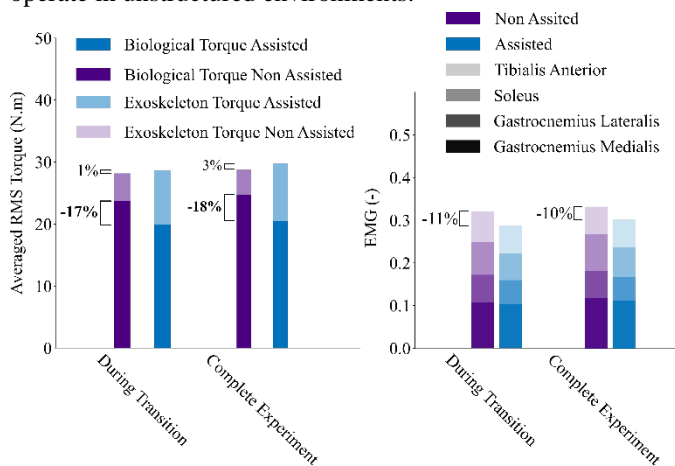 operate in unstructured environments.
50
40
30
20
10
0
Averaged RMS Torque (N.m)
Biological Torque Assisted
Biological Torque Non Assisted
Exoskeleton Torque Assisted
Exoskeleton Torque Non Assisted
1%
-17%
3%
-18%
During Transition
Complete Experiment
Non Assited
Assisted
Tibialis Anterior
Soleus
Gastrocnemius Lateralis
Gastrocnemius Medialis
0.5
0.4
0.3
0.2
0.1
0.0
EMG (-)
-11%
-10%
During Transition
Complete Experiment